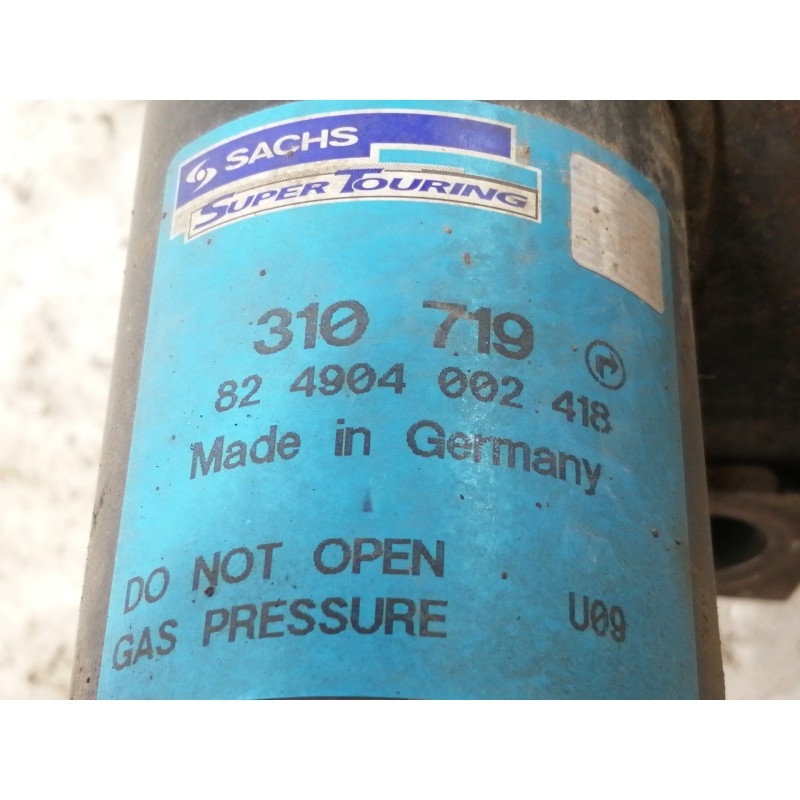 SACHS
SUPER TOURING
310 719
82 4904 002 418
Made in Germany
DO NOT OPEN
GAS PRESSURE U09